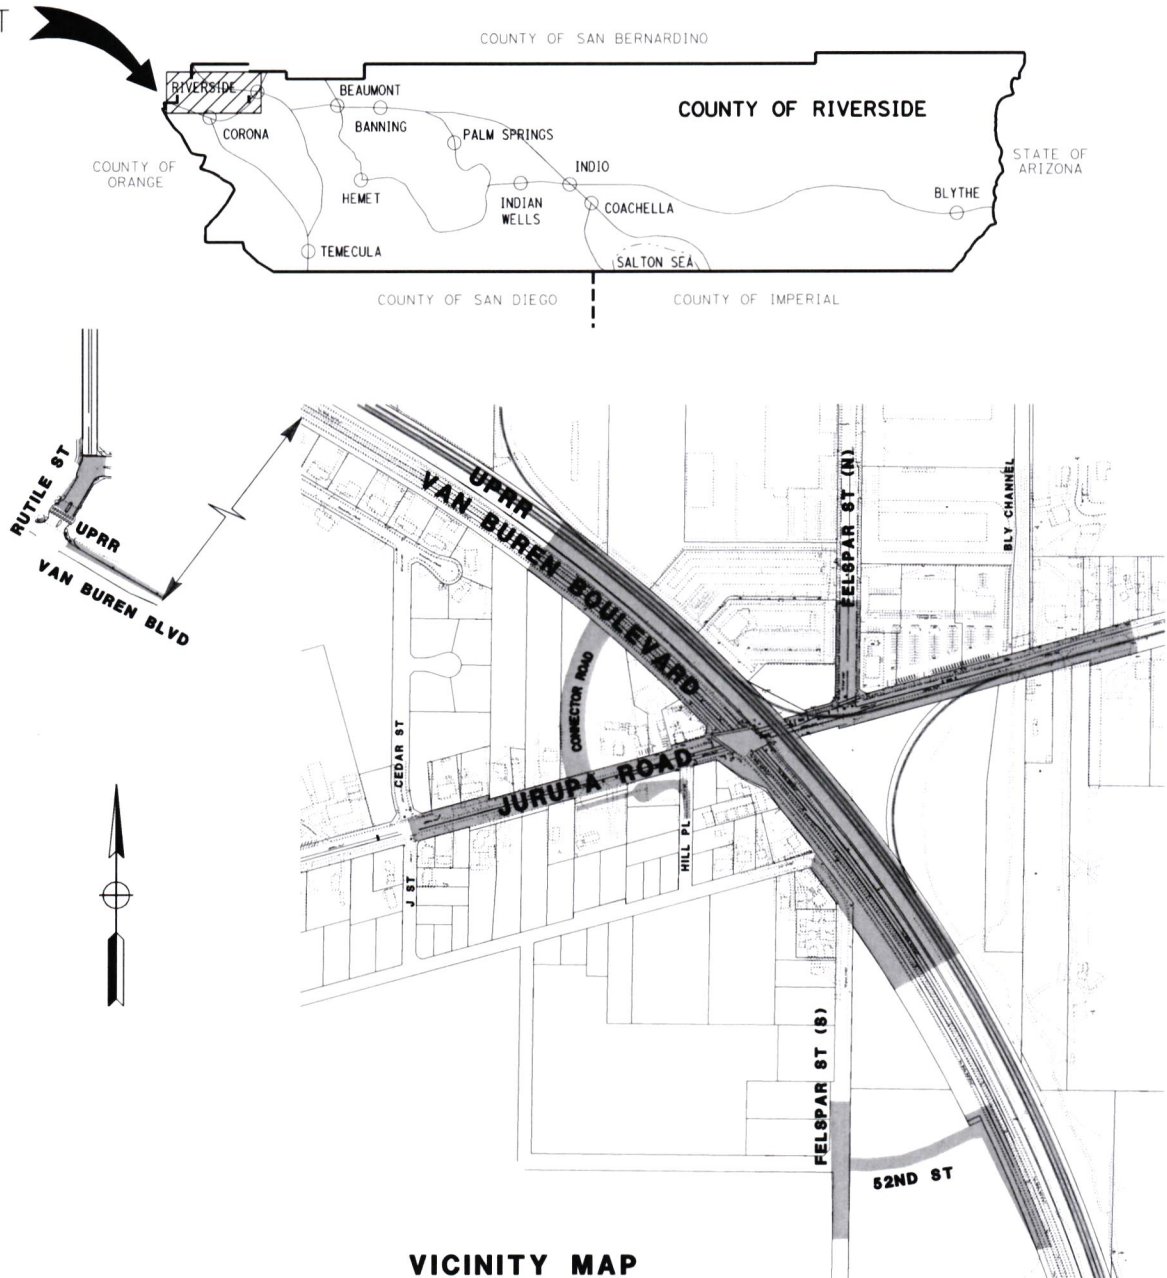 T
COUNTY OF SAN BERNARDINO
RIVERSIDE
BEAUMONT
COUNTY OF RIVERSIDE
CORONA
BANNING
PALM SPRINGS
COUNTY OF
ORANGE
STATE OF
ARIZONA
INDIO
HEMET
INDIAN
WELLS
COACHELLA
BLYTHE
TEMECULA
SALTON SEA
COUNTY OF SAN DIEGO
COUNTY OF IMPERIAL
RUTILE ST
UPRR
VAN BUREN BLVD
UPRR
VAN BUREN BOULEVARD
FELSPAR ST (N)
BLY CHANNEL
CONNECTOR ROAD
CEDAR ST
JURUPA ROAD
HILL PL
J ST
FELSPAR ST (S)
52ND ST
VICINITY MAP